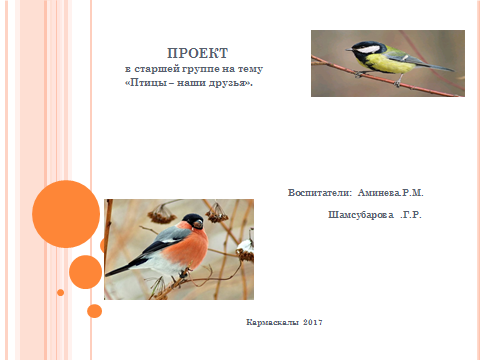 ПРОЕКТ
в старшей группе на тему
«Птицы – наши друзья».
Воспитатели: Аминева.Р.М.
Шамсубарова .Г.Р.
Кармаскалы 2017